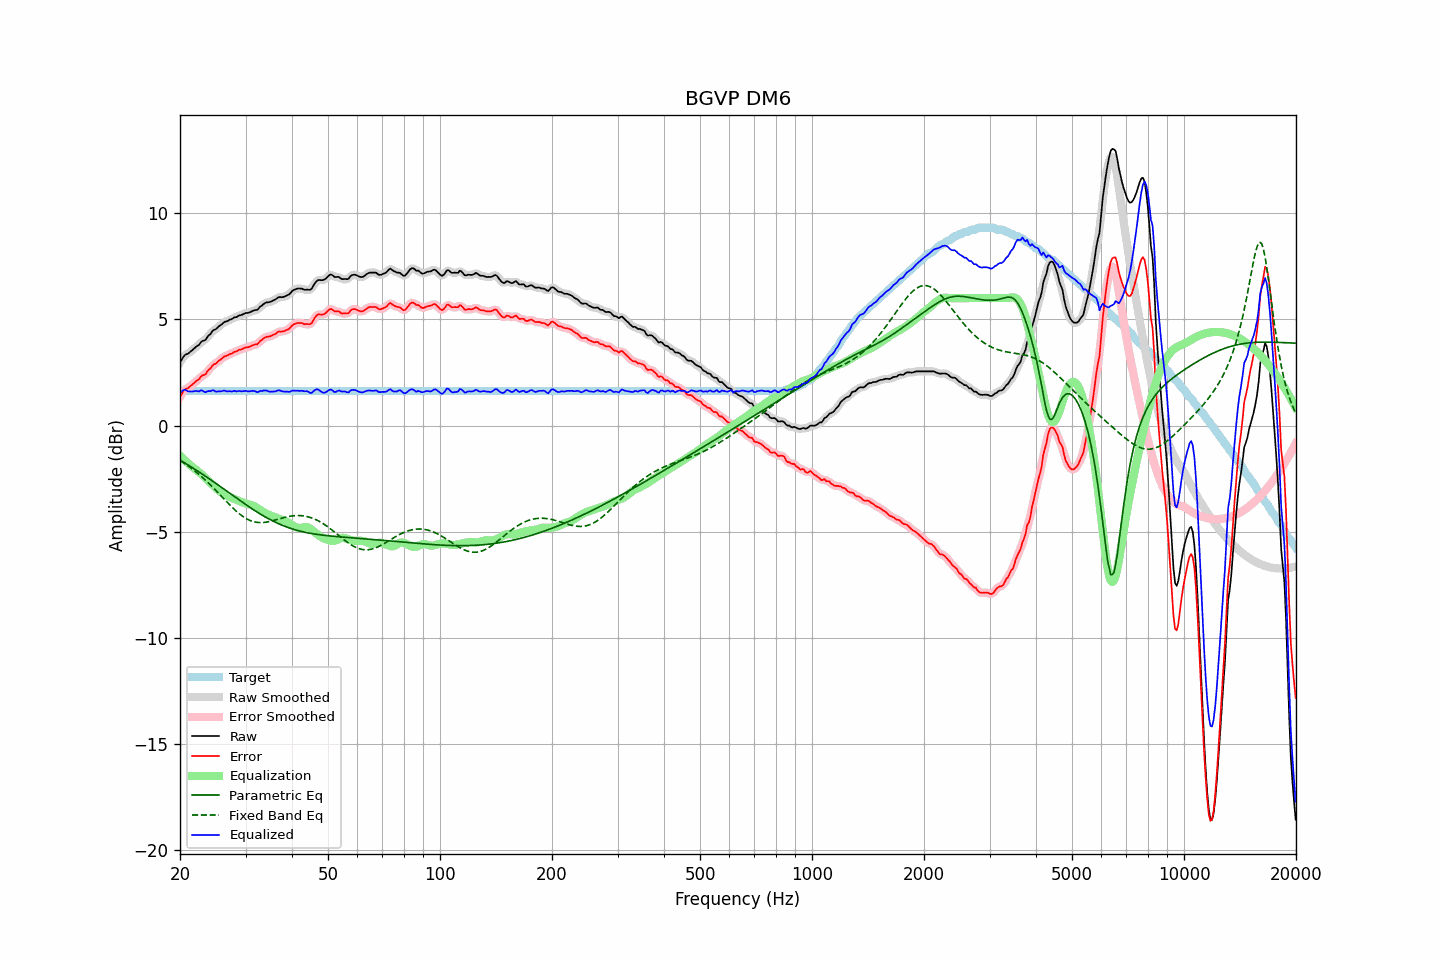 BGVP DM6
Amplitude (dBr)
10
5
0
−5
−10
−15
−20
Target
Raw Smoothed
Error Smoothed
Raw
Error
Equalization
Parametric Eq
Fixed Band Eq
Equalized
20 50 100 200 500 1000 2000 5000 10000 20000
Frequency (Hz)